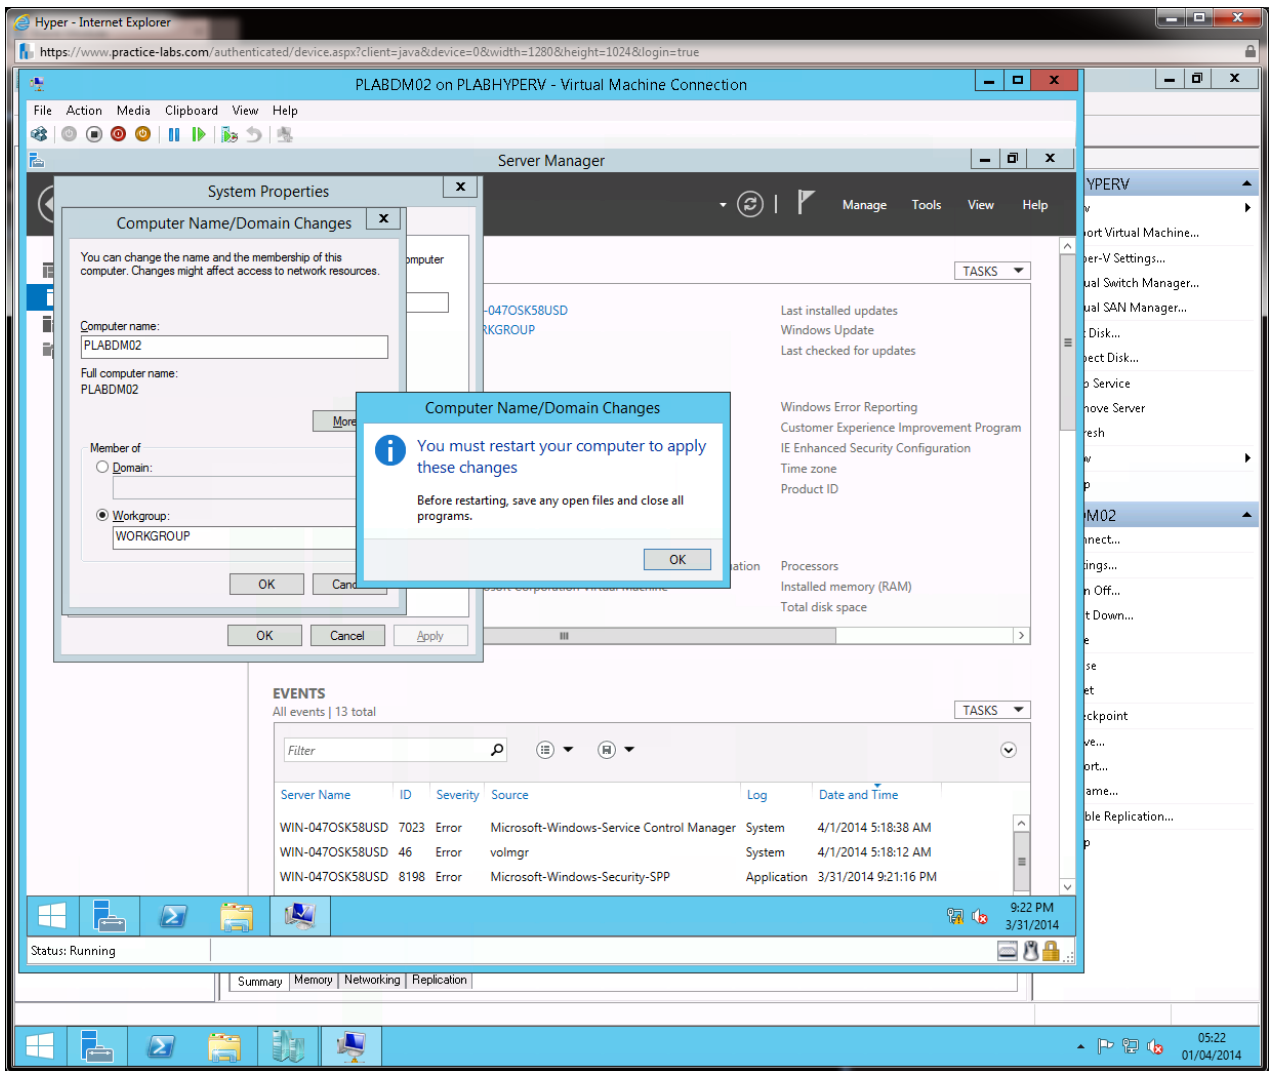 Hyper - Internet Explorer
https://www.practice-labs.com/authenticated/device.aspx?client=java&device=0&width=1280&height=1024&login=true
PLABDM02 on PLABHYPERV - Virtual Machine Connection
File Action Media Clipboard View Help
Server Manager
Manage Tools View Help
System Properties
Computer Name/Domain Changes
You can change the name and the membership of this
computer. Changes might affect access to network resources.
Computer name:
PLABDM02
Full computer name:
PLABDM02
More
Member of
Domain:
Workgroup:
WORKGROUP
OK
OK Cancel Apply
Computer Name/Domain Changes
You must restart your computer to apply
these changes
Before restarting, save any open files and close all
programs.
OK
TASKS
-047OSK58USD
RKGROUP
Last installed updates
Windows Update
Last checked for updates
Windows Error Reporting
Customer Experience Improvement Program
IE Enhanced Security Configuration
Time zone
Product ID
Processors
Installed memory (RAM)
Total disk space
EVENTS
All events | 13 total
TASKS
Filter
Server Name ID Severity Source Log Date and Time
WIN-047OSK58USD 7023 Error Microsoft-Windows-Service Control Manager System 4/1/2014 5:18:38 AM
WIN-047OSK58USD 46 Error volmgr System 4/1/2014 5:18:12 AM
WIN-047OSK58USD 8198 Error Microsoft-Windows-Security-SPP Application 3/31/2014 9:21:16 PM
9:22 PM
3/31/2014
Status: Running
Summary Memory Networking Replication
YPERV
ort Virtual Machine...
er-V Settings...
ual Switch Manager...
ual SAN Manager...
Disk...
pect Disk...
Service
nove Server
resh
M02
nnect...
ings...
n Off...
t Down...
eckpoint
ort...
ame...
ble Replication...
05:22
01/04/2014